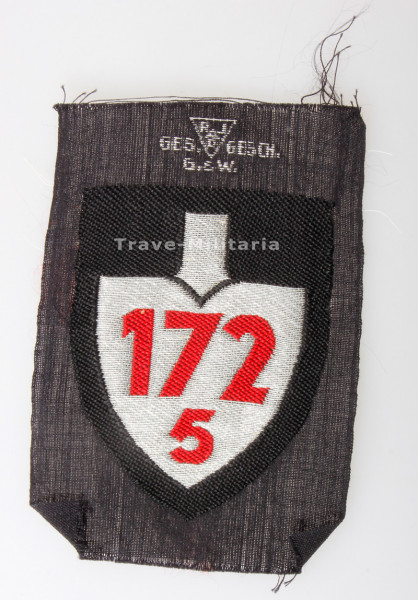 GES. GESCH.
G.&W.
Trave-Militaria
172
5